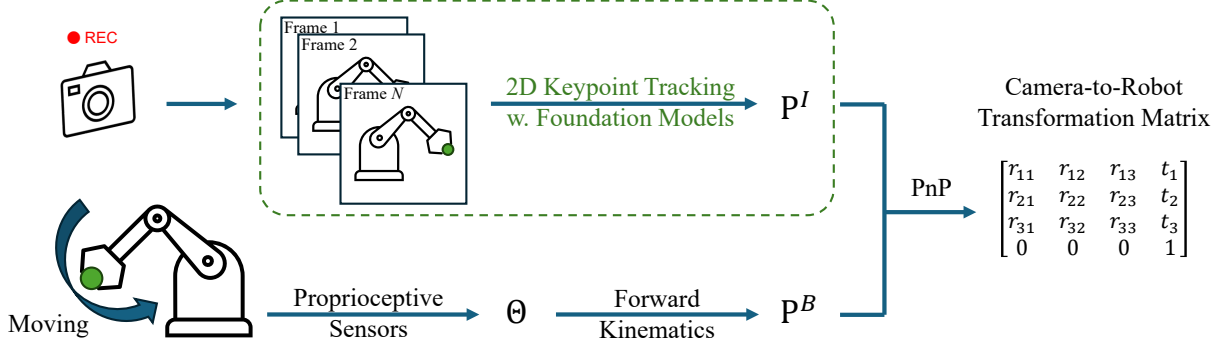 REC
Frame 1
Frame 2
Frame N
2D Keypoint Tracking
w. Foundation Models
P^I
Camera-to-Robot
Transformation Matrix
PnP
r₁₁ r₁₂ r₁₃ t₁
r₂₁ r₂₂ r₂₃ t₂
r₃₁ r₃₂ r₃₃ t₃
0 0 0 1
Moving
Proprioceptive
Sensors
Θ
Forward
Kinematics
P^B